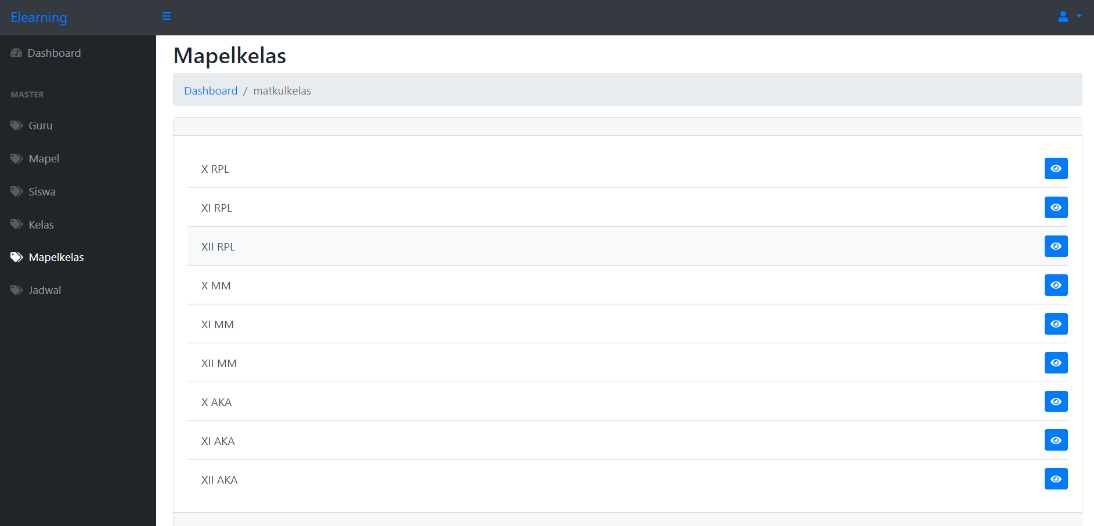 Elearning
Dashboard
MASTER
Guru
Mapel
Siswa
Kelas
Mapelkelas
Jadwal
Mapelkelas
Dashboard / matkulkelas
X RPL
XI RPL
XII RPL
X MM
XI MM
XII MM
X AKA
XI AKA
XII AKA